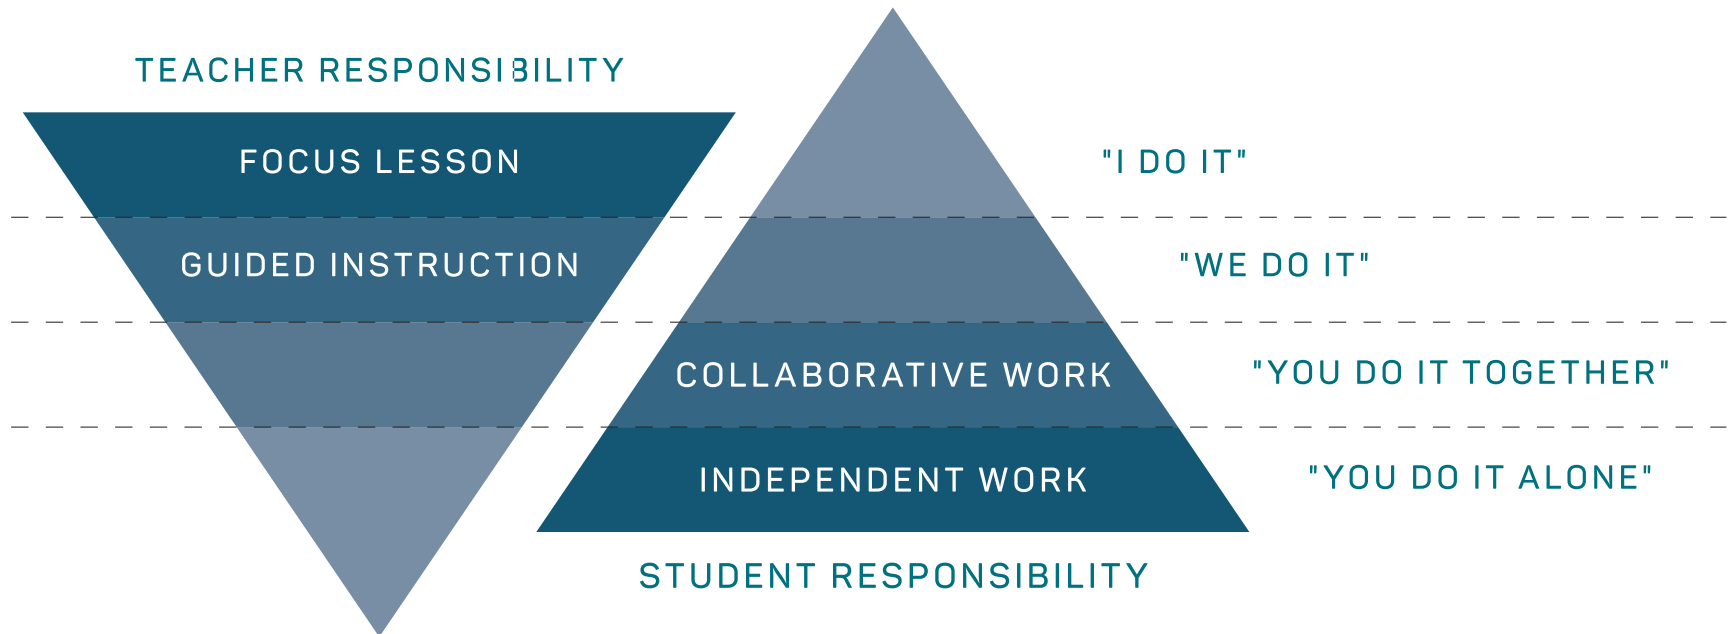 TEACHER RESPONSIBILITY
FOCUS LESSON
"I DO IT"
GUIDED INSTRUCTION
"WE DO IT"
COLLABORATIVE WORK
"YOU DO IT TOGETHER"
INDEPENDENT WORK
"YOU DO IT ALONE"
STUDENT RESPONSIBILITY